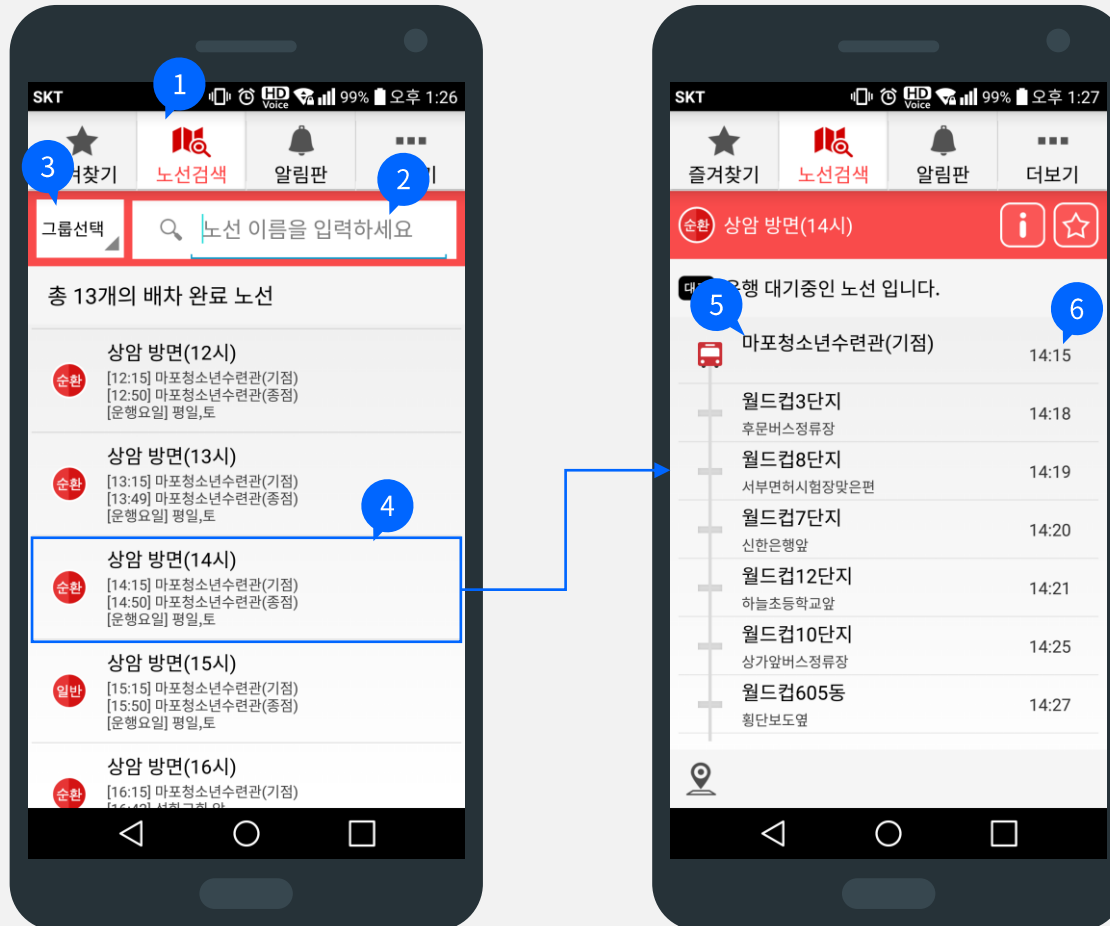 1
SKT
HD
Voice
99%
오후 1:26
3
겨찾기
노선검색
알림판
2
그룹선택
노선 이름을 입력하세요
총 13개의 배차 완료 노선
순환
상암 방면(12시)
[12:15] 마포청소년수련관(기점)
[12:50] 마포청소년수련관(종점)
[운행요일] 평일,토
순환
상암 방면(13시)
[13:15] 마포청소년수련관(기점)
[13:49] 마포청소년수련관(종점)
[운행요일] 평일,토
4
순환
상암 방면(14시)
[14:15] 마포청소년수련관(기점)
[14:50] 마포청소년수련관(종점)
[운행요일] 평일,토
일반
상암 방면(15시)
[15:15] 마포청소년수련관(기점)
[15:50] 마포청소년수련관(종점)
[운행요일] 평일,토
순환
상암 방면(16시)
[16:15] 마포청소년수련관(기점)
SKT
HD
Voice
99%
오후 1:27
즐겨찾기
노선검색
알림판
더보기
순환 상암 방면(14시)
대기중인 노선 입니다.
5
6
마포청소년수련관(기점)
14:15
월드컵3단지
후문버스정류장
14:18
월드컵8단지
서부면허시험장맞은편
14:19
월드컵7단지
신한은행앞
14:20
월드컵12단지
하늘초등학교앞
14:21
월드컵10단지
상가앞버스정류장
14:25
월드컵605동
횡단보도옆
14:27